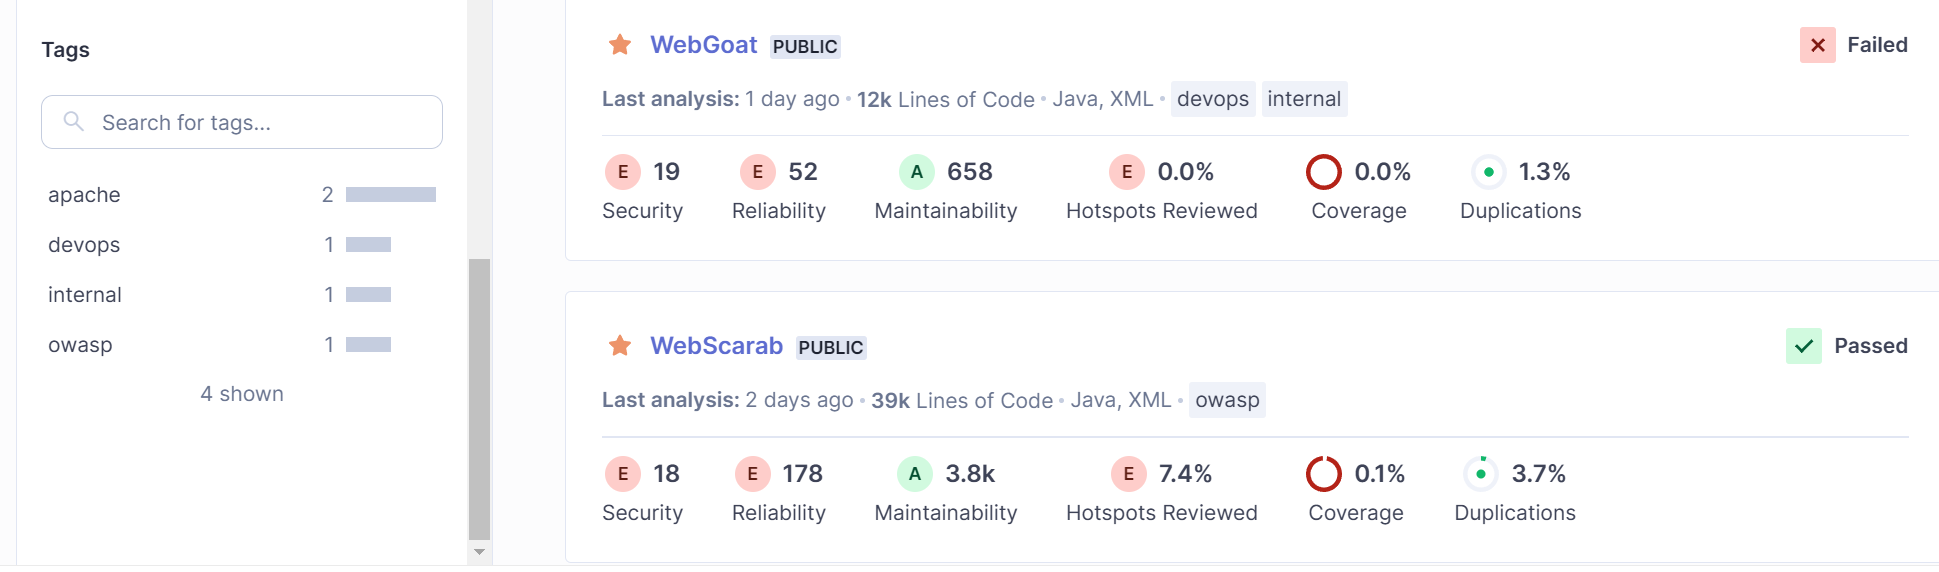 Tags
Search for tags...
apache 2
devops 1
internal 1
owasp 1
4 shown
WebGoat PUBLIC Failed
Last analysis: 1 day ago • 12k Lines of Code • Java, XML • devops internal
E 19 E 52 A 658 E 0.0% 0.0% 1.3%
Security Reliability Maintainability Hotspots Reviewed Coverage Duplications
WebScarab PUBLIC Passed
Last analysis: 2 days ago • 39k Lines of Code • Java, XML • owasp
E 18 E 178 A 3.8k E 7.4% 0.1% 3.7%
Security Reliability Maintainability Hotspots Reviewed Coverage Duplications